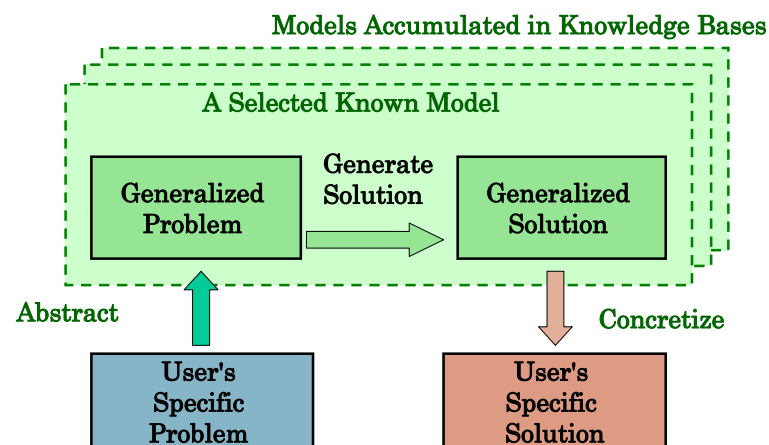 Models Accumulated in Knowledge Bases
A Selected Known Model
Generate
Solution
Generalized
Problem
Generalized
Solution
Abstract
Concretize
User's
Specific
Problem
User's
Specific
Solution